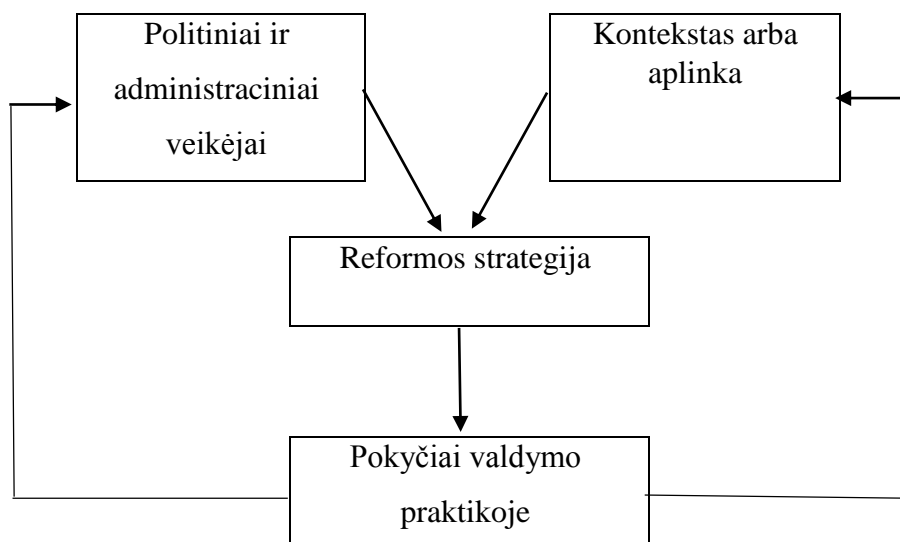 Politiniai ir
administraciniai
veikėjai
Kontekstas arba
aplinka
Reformos strategija
Pokyčiai valdymo
praktikoje